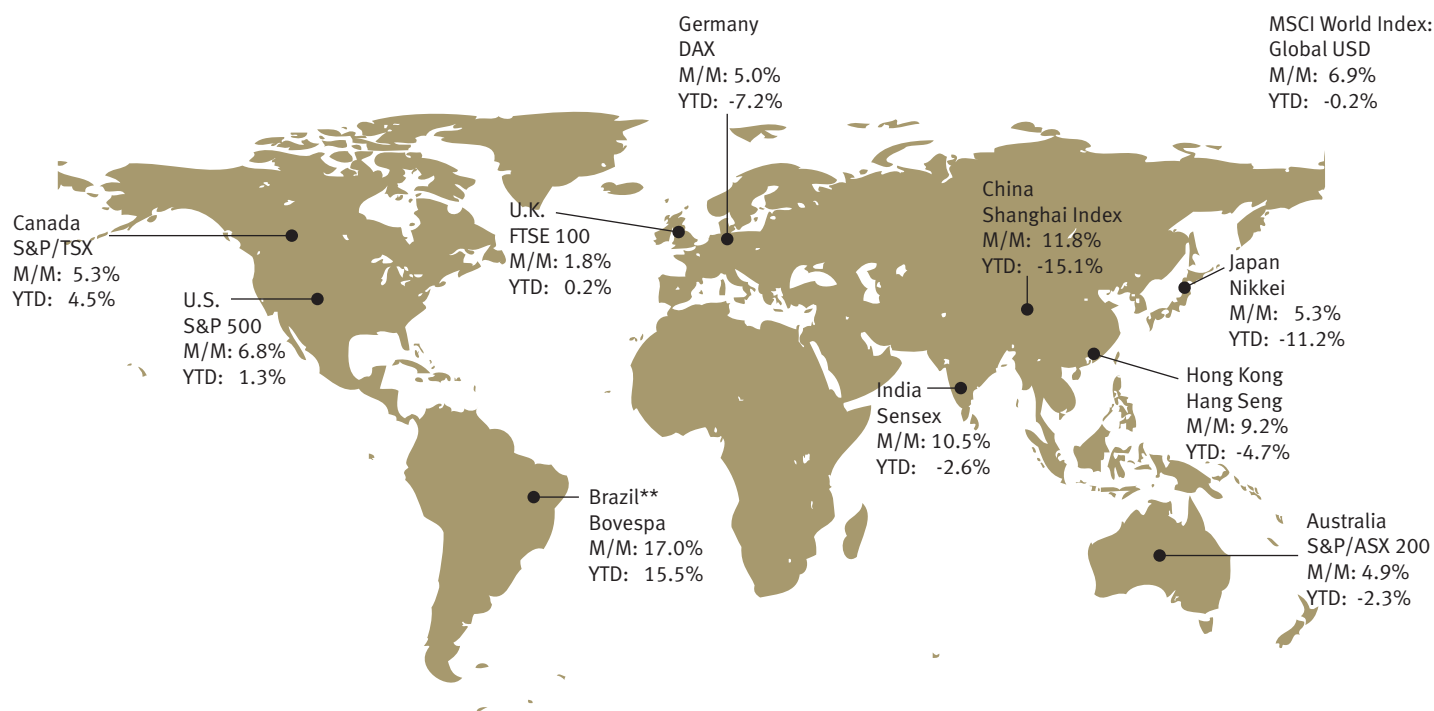 Germany
DAX
M/M: 5.0%
YTD: -7.2%
MSCI World Index:
Global USD
M/M: 6.9%
YTD: -0.2%
Canada
S&P/TSX
M/M: 5.3%
YTD: 4.5%
U.S.
S&P 500
M/M: 6.8%
YTD: 1.3%
U.K.
FTSE 100
M/M: 1.8%
YTD: 0.2%
China
Shanghai Index
M/M: 11.8%
YTD: -15.1%
Japan
Nikkei
M/M: 5.3%
YTD: -11.2%
Hong Kong
Hang Seng
M/M: 9.2%
YTD: -4.7%
India
Sensex
M/M: 10.5%
YTD: -2.6%
Brazil**
Bovespa
M/M: 17.0%
YTD: 15.5%
Australia
S&P/ASX 200
M/M: 4.9%
YTD: -2.3%